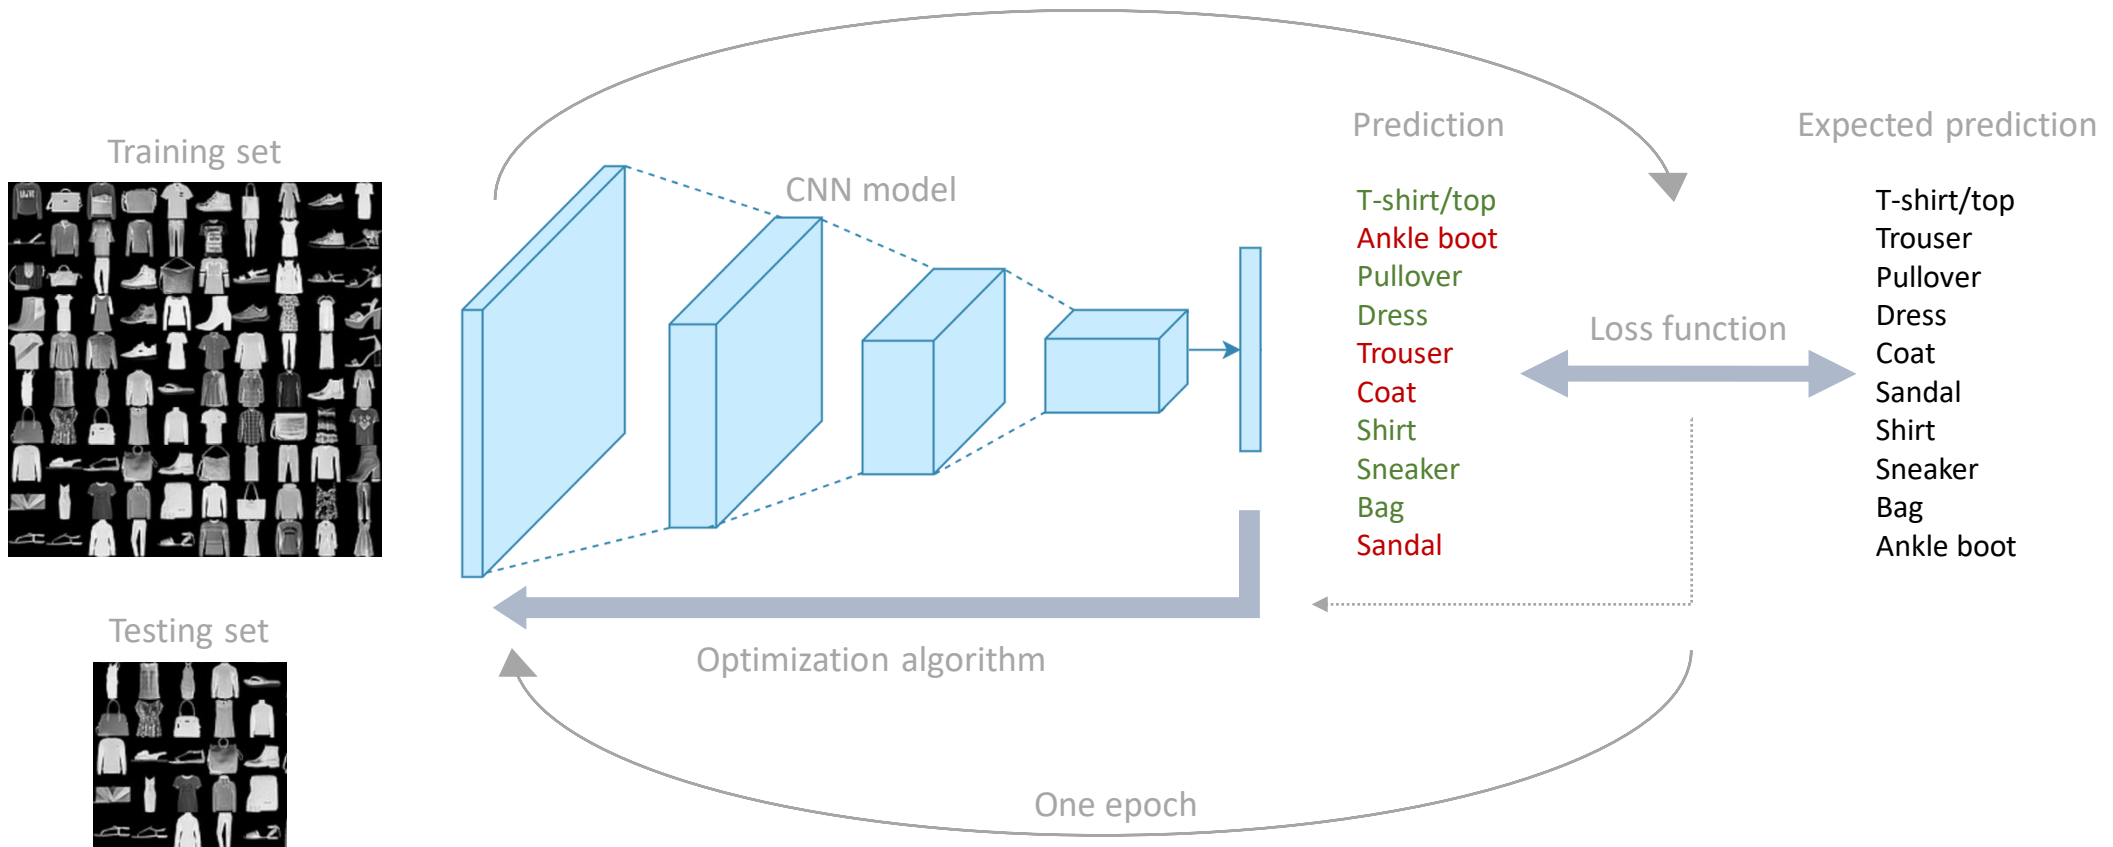 Training set
Testing set
CNN model
Optimization algorithm
One epoch
Prediction
T-shirt/top
Ankle boot
Pullover
Dress
Trouser
Coat
Shirt
Sneaker
Bag
Sandal
Loss function
Expected prediction
T-shirt/top
Trouser
Pullover
Dress
Coat
Sandal
Shirt
Sneaker
Bag
Ankle boot